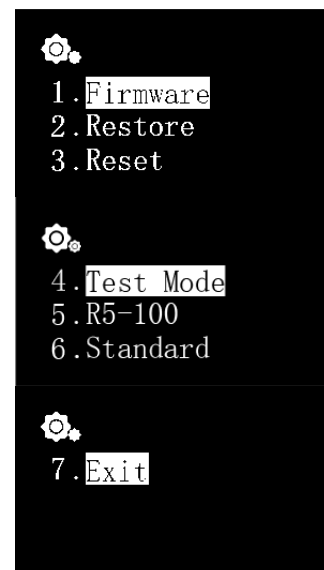 1.Firmware
2.Restore
3.Reset
4.Test Mode
5.R5-100
6.Standard
7.Exit